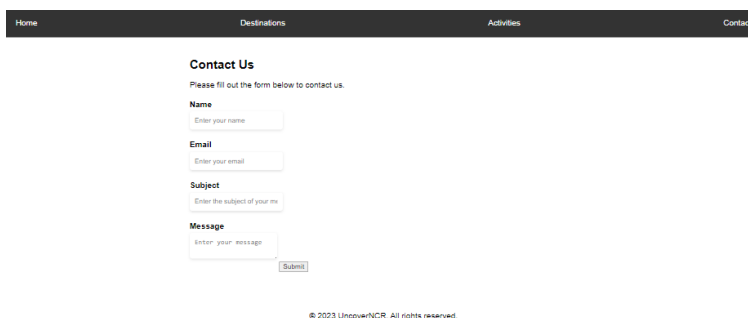 Home Destinations Activities Contac
Contact Us
Please fill out the form below to contact us.
Name
Enter your name
Email
Enter your email
Subject
Enter the subject of your me
Message
Enter your message
Submit
© 2023 UncoverNCR. All rights reserved.